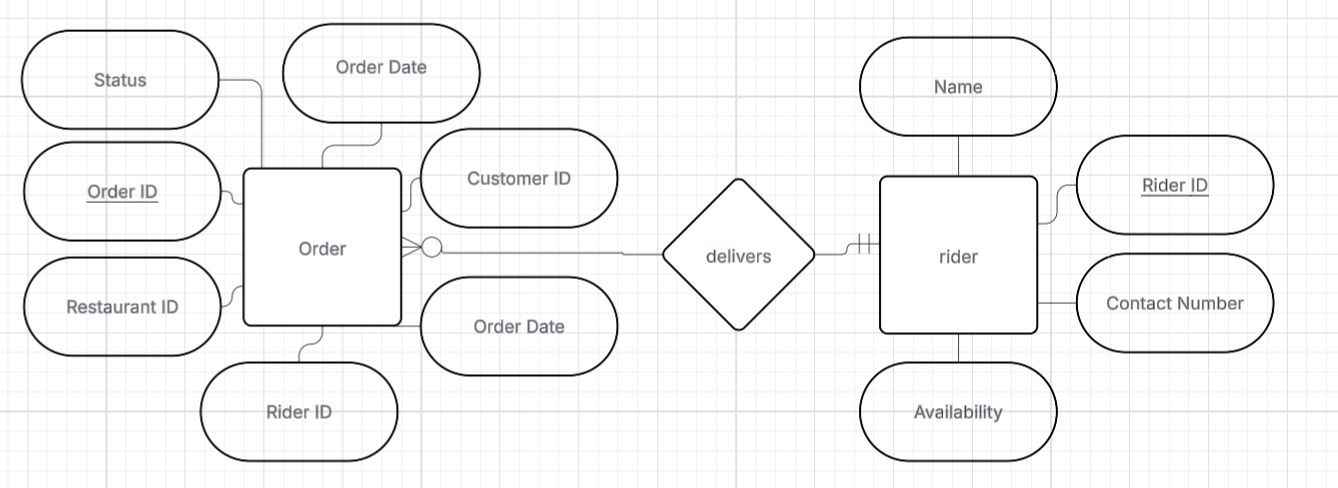 Status
Order Date
Name
Order ID
Customer ID
Rider ID
Order
delivers
rider
Restaurant ID
Order Date
Contact Number
Rider ID
Availability